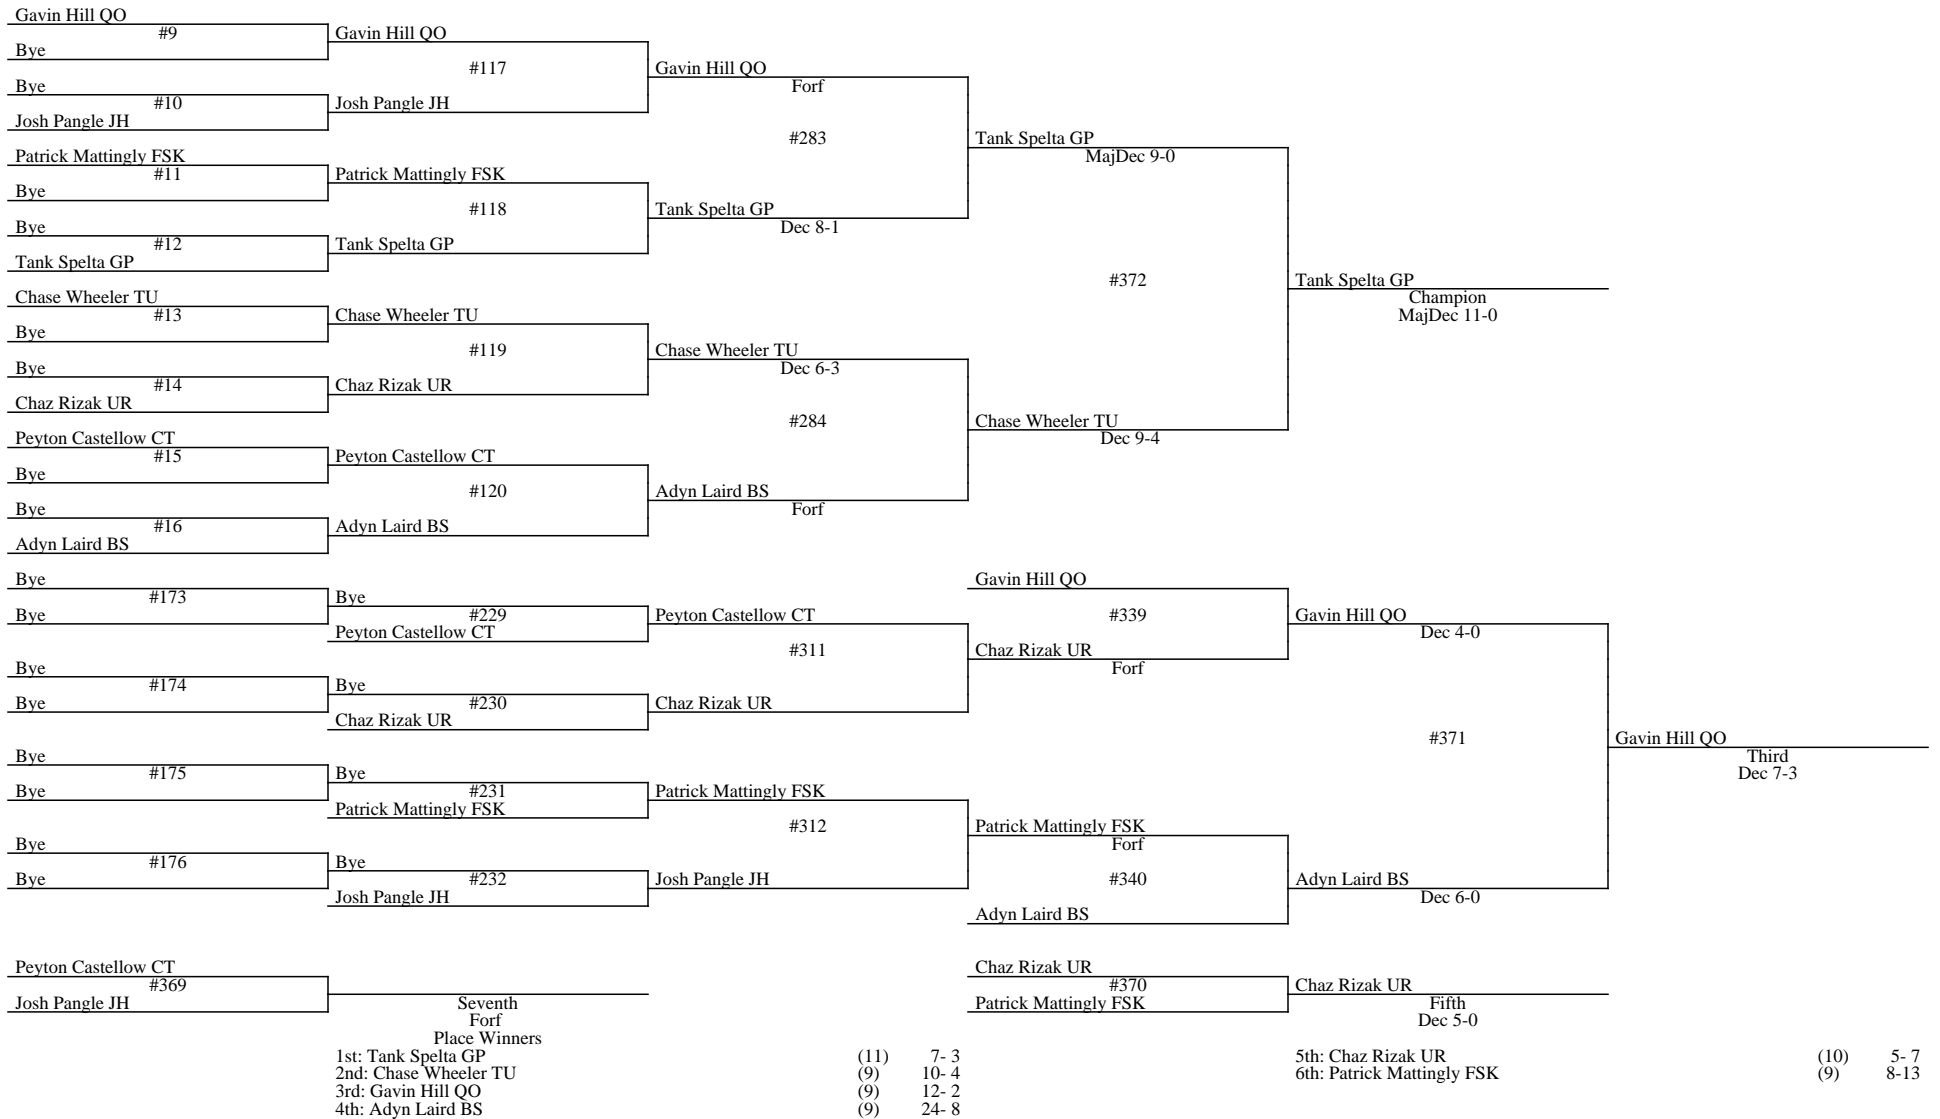 Gavin Hill QO
#9
Bye
Gavin Hill QO
#117
Bye
#10
Josh Pangle JH
Josh Pangle JH
Gavin Hill QO
Forf
#283
Patrick Mattingly FSK
#11
Bye
Patrick Mattingly FSK
#118
Bye
#12
Tank Spelta GP
Tank Spelta GP
Tank Spelta GP
Dec 8-1
Tank Spelta GP
MajDec 9-0
#372
Chase Wheeler TU
#13
Bye
Chase Wheeler TU
#119
Bye
#14
Chaz Rizak UR
Chaz Rizak UR
Chase Wheeler TU
Dec 6-3
#284
Peyton Castellow CT
#15
Bye
Peyton Castellow CT
#120
Bye
#16
Adyn Laird BS
Adyn Laird BS
Adyn Laird BS
Forf
Chase Wheeler TU
Dec 9-4
Tank Spelta GP
Champion
MajDec 11-0
Bye
#173
Bye
Bye
#229
Peyton Castellow CT
Peyton Castellow CT
#311
Bye
#174
Bye
Bye
#230
Chaz Rizak UR
Chaz Rizak UR
Gavin Hill QO
#339
Chaz Rizak UR
Forf
Gavin Hill QO
Dec 4-0
#371
Bye
#175
Bye
Bye
#231
Patrick Mattingly FSK
Patrick Mattingly FSK
#312
Bye
#176
Bye
Bye
#232
Josh Pangle JH
Josh Pangle JH
Patrick Mattingly FSK
Forf
#340
Adyn Laird BS
Adyn Laird BS
Dec 6-0
Gavin Hill QO
Third
Dec 7-3
Peyton Castellow CT
#369
Josh Pangle JH
Seventh
Forf
Chaz Rizak UR
#370
Patrick Mattingly FSK
Chaz Rizak UR
Fifth
Dec 5-0
Place Winners
1st: Tank Spelta GP (11) 7- 3
2nd: Chase Wheeler TU (9) 10- 4
3rd: Gavin Hill QO (9) 12- 2
4th: Adyn Laird BS (9) 24- 8
5th: Chaz Rizak UR (10) 5- 7
6th: Patrick Mattingly FSK (9) 8-13